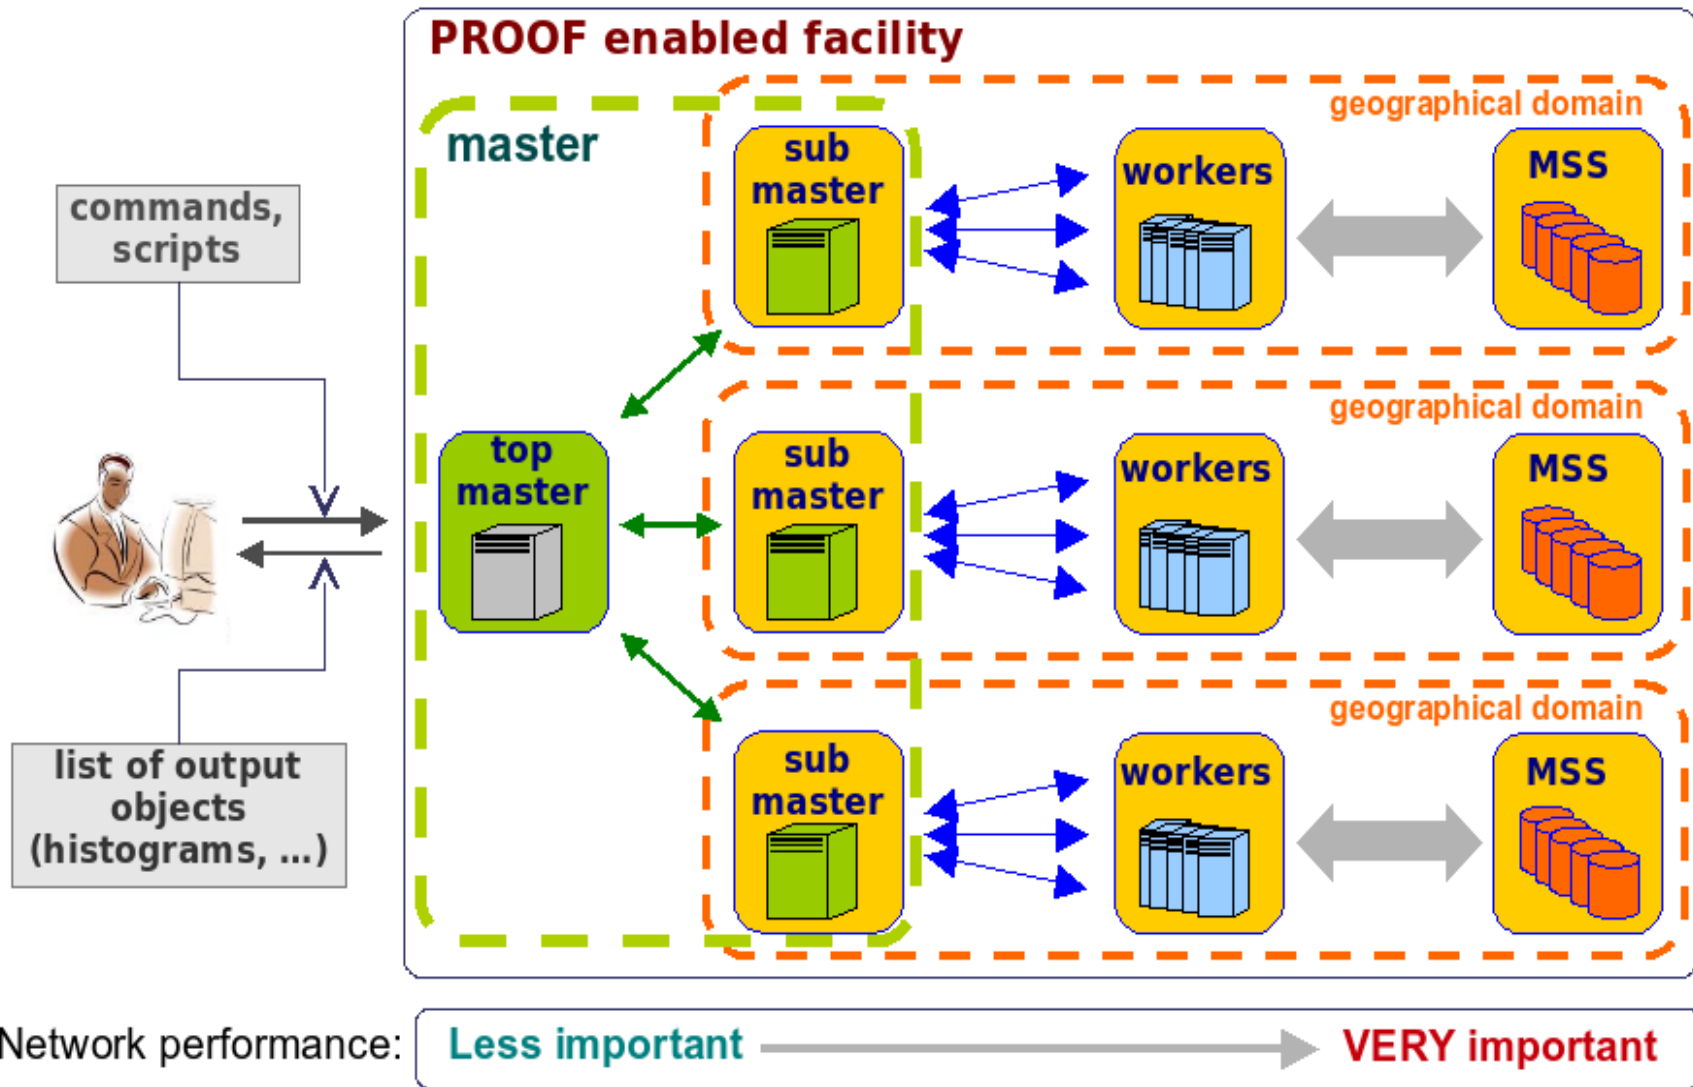 PROOF enabled facility
geographical domain
master
sub
master
workers
MSS
commands,
scripts
geographical domain
top
master
sub
master
workers
MSS
geographical domain
list of output
objects
(histograms, ...)
sub
master
workers
MSS
Network performance:
Less important
VERY important